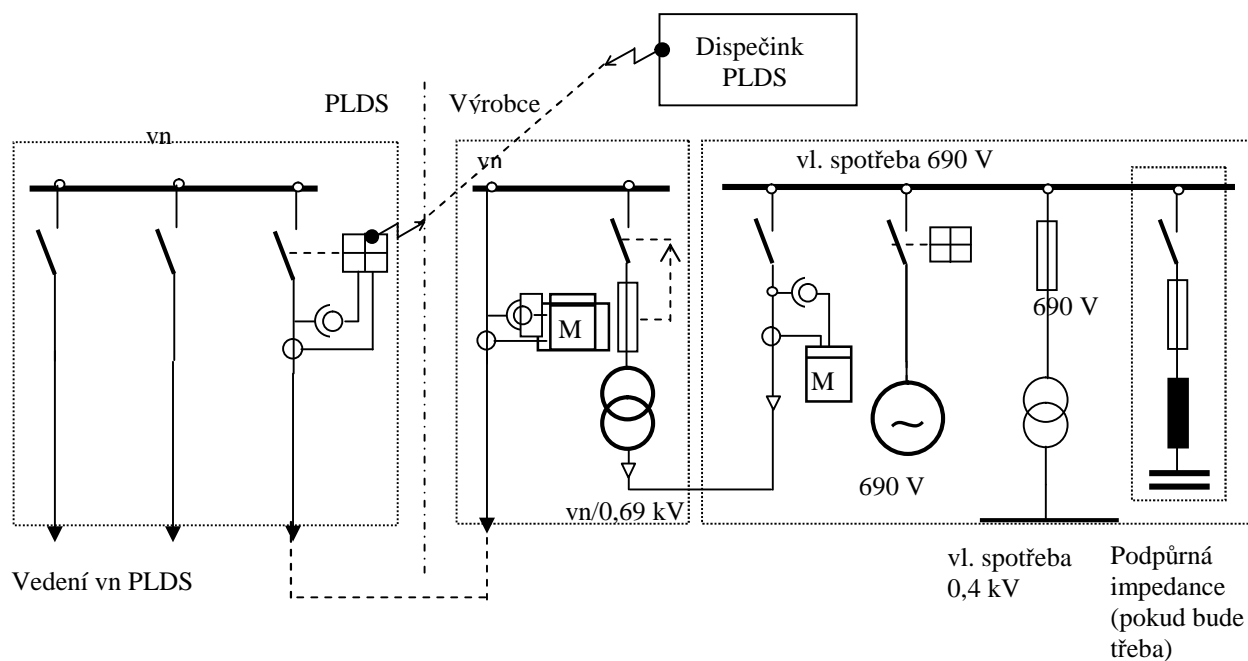 Dispečink
PLDS
PLDS
Výrobce
vn
vn
vl. spotřeba 690 V
690 V
M
M
690 V
vn/0,69 kV
Vedení vn PLDS
vl. spotřeba
0,4 kV
Podpůrná
impedance
(pokud bude
třeba)